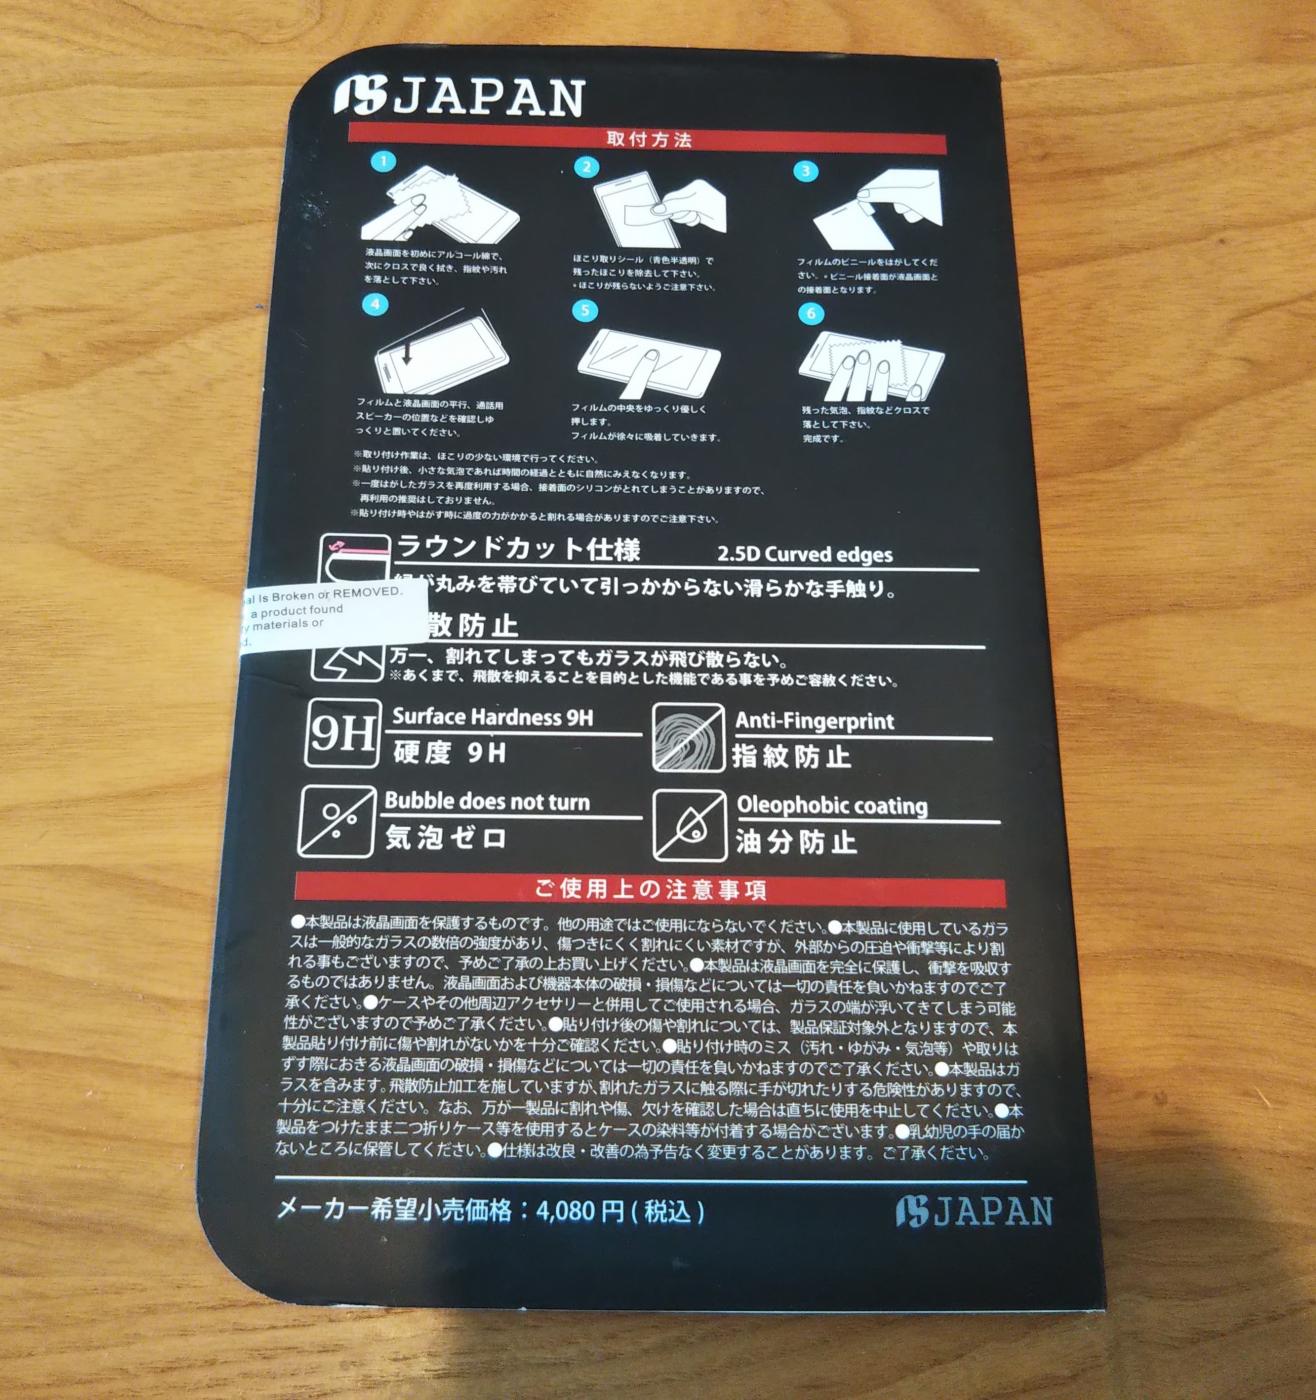 JAPAN
取付方法
1
液晶画面を初めにアルコール綿で、
次にクロスで良く拭き、指紋や汚れ
を落として下さい。
2
ほこり取りシール（青色半透明）で
残ったほこりを除去して下さい。
＊ほこりが残らないようご注意下さい。
3
フィルムのビニールをはがしてくだ
さい。＊ビニール接着面が液晶画面と
の接着面となります。
4
フィルムと液晶画面の平行、通話用
スピーカーの位置などを確認しゆ
っくりと置いてください。
5
フィルムの中央をゆっくり優しく
押します。
フィルムが徐々に吸着していきます。
6
残った気泡、指紋などクロスで
落として下さい。
完成です。
※取り付け作業は、ほこりの少ない環境で行ってください。
※貼り付け後、小さな気泡であれば時間の経過とともに自然にみえなくなります。
※一度はがしたガラスを再度利用する場合、接着面のシリコンがとれてしまうことがありますので、
再利用の推奨はしておりません。
※貼り付け時やはがす時に過度の力がかかると割れる場合がありますのでご注意下さい。
ラウンドカット仕様 2.5D Curved edges
が丸みを帯びていて引っかからない滑らかな手触り。
al Is Broken or REMOVED.
a product found
y materials or
d.
散防止
万一、割れてしまってもガラスが飛び散らない。
※あくまで、飛散を抑えることを目的とした機能である事を予めご容赦ください。
9H
Surface Hardness 9H
硬度 9H
Anti-Fingerprint
指紋防止
Bubble does not turn
気泡ゼロ
Oleophobic coating
油分防止
ご使用上の注意事項
●本製品は液晶画面を保護するものです。他の用途ではご使用にならないでください。●本製品に使用しているガラ
スは一般的なガラスの数倍の強度があり、傷つきにくく割れにくい素材ですが、外部からの圧迫や衝撃等により割
れる事もございますので、予めご了承の上お買い上げください。●本製品は液晶画面を完全に保護し、衝撃を吸収す
るものではありません。液晶画面および機器本体の破損・損傷などについては一切の責任を負いかねますのでご了
承ください。●ケースやその他周辺アクセサリーと併用してご使用される場合、ガラスの端が浮いてきてしまう可能
性がございますので予めご了承ください。●貼り付け後の傷や割れについては、製品保証対象外となりますので、本
製品貼り付け前に傷や割れがないかを十分ご確認ください。●貼り付け時のミス（汚れ・ゆがみ・気泡等）や取りは
ずす際におきる液晶画面の破損・損傷などについては一切の責任を負いかねますのでご了承ください。●本製品はガ
ラスを含みます。飛散防止加工を施していますが、割れたガラスに触る際に手が切れたりする危険性がありますので、
十分にご注意ください。なお、万が一製品に割れや傷、欠けを確認した場合は直ちに使用を中止してください。●本
製品をつけたまま二つ折りケース等を使用するとケースの染料等が付着する場合がございます。●乳幼児の手の届か
ないところに保管してください。●仕様は改良・改善の為予告なく変更することがあります。ご了承ください。
メーカー希望小売価格：4,080 円 ( 税込 )
JAPAN